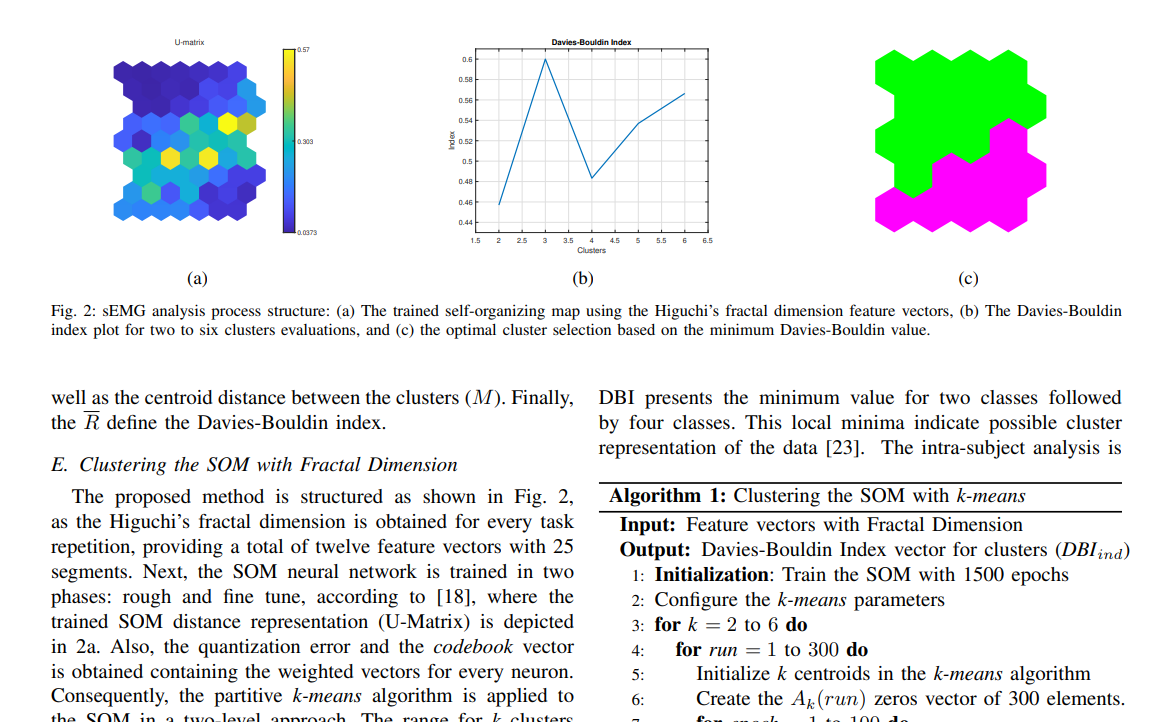 U-matrix
0.57
0.303
0.0373
(a)
Davies-Bouldin Index
0.6
0.58
0.56
0.54
0.52
0.5
0.48
0.46
0.44
Index
1.5 2 2.5 3 3.5 4 4.5 5 5.5 6 6.5
Clusters
(b)
(c)
Fig. 2: sEMG analysis process structure: (a) The trained self-organizing map using the Higuchi's fractal dimension feature vectors, (b) The Davies-Bouldin
index plot for two to six clusters evaluations, and (c) the optimal cluster selection based on the minimum Davies-Bouldin value.
well as the centroid distance between the clusters (M). Finally,
the R̅ define the Davies-Bouldin index.
E. Clustering the SOM with Fractal Dimension
The proposed method is structured as shown in Fig. 2,
as the Higuchi's fractal dimension is obtained for every task
repetition, providing a total of twelve feature vectors with 25
segments. Next, the SOM neural network is trained in two
phases: rough and fine tune, according to [18], where the
trained SOM distance representation (U-Matrix) is depicted
in 2a. Also, the quantization error and the codebook vector
is obtained containing the weighted vectors for every neuron.
Consequently, the partitive k-means algorithm is applied to
the SOM in a two-level approach. The range for k clusters
DBI presents the minimum value for two classes followed
by four classes. This local minima indicate possible cluster
representation of the data [23]. The intra-subject analysis is
Algorithm 1: Clustering the SOM with k-means
Input: Feature vectors with Fractal Dimension
Output: Davies-Bouldin Index vector for clusters (DBI_ind)
1: Initialization: Train the SOM with 1500 epochs
2: Configure the k-means parameters
3: for k = 2 to 6 do
4: for run = 1 to 300 do
5: Initialize k centroids in the k-means algorithm
6: Create the A_k(run) zeros vector of 300 elements.
7: for epoch = 1 to 100 do